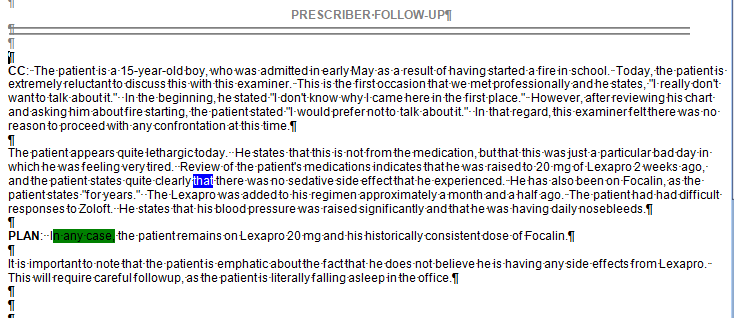 PRESCRIBER FOLLOW-UP¶
¶
¶
¶
CC: The patient is a 15-year-old boy, who was admitted in early May as a result of having started a fire in school. Today, the patient is
extremely reluctant to discuss this with this examiner. This is the first occasion that we met professionally and he states, "I really don't
want to talk about it." In the beginning, he stated "I don't know why I came here in the first place." However, after reviewing his chart
and asking him about fire starting, the patient stated "I would prefer not to talk about it." In that regard, this examiner felt there was no
reason to proceed with any confrontation at this time.¶
¶
The patient appears quite lethargic today. He states that this is not from the medication, but that this was just a particular bad day in
which he was feeling very tired. Review of the patient's medications indicates that he was raised to 20 mg of Lexapro 2 weeks ago,
and the patient states quite clearly that there was no sedative side effect that he experienced. He has also been on Focalin, as the
patient states "for years." The Lexapro was added to his regimen approximately a month and a half ago. The patient had had difficult
responses to Zoloft. He states that his blood pressure was raised significantly and that he was having daily nosebleeds.¶
¶
PLAN: In any case, the patient remains on Lexapro 20 mg and his historically consistent dose of Focalin.¶
¶
It is important to note that the patient is emphatic about the fact that he does not believe he is having any side effects from Lexapro.
This will require careful followup, as the patient is literally falling asleep in the office.¶
¶
¶
¶